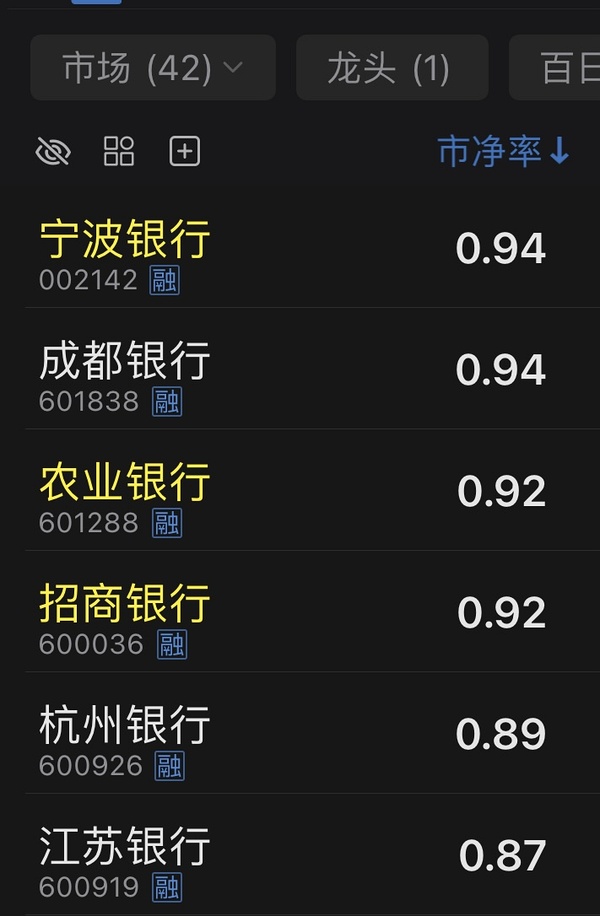 市场 (42) 龙头 (1) 百日
市净率↓
宁波银行 0.94
002142 融
成都银行 0.94
601838 融
农业银行 0.92
601288 融
招商银行 0.92
600036 融
杭州银行 0.89
600926 融
江苏银行 0.87
600919 融